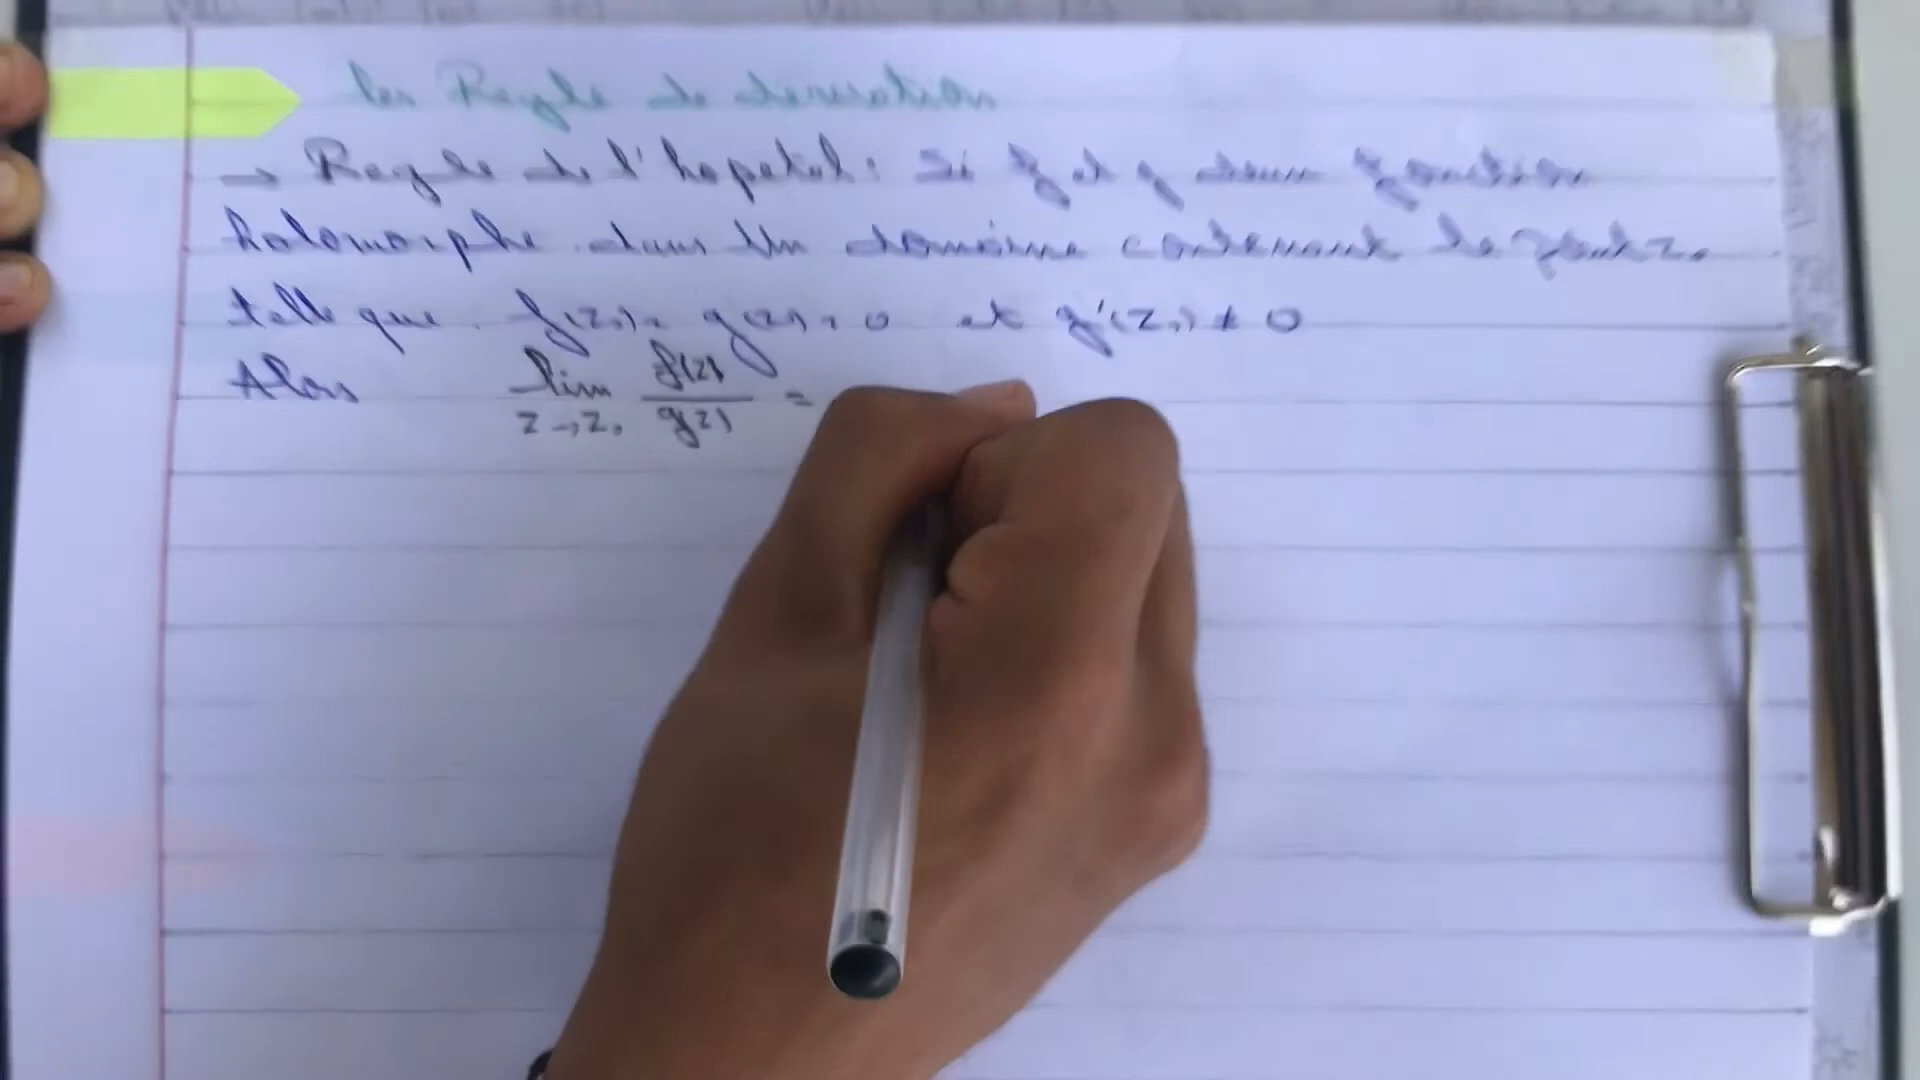 les Regle de derivation
→ Regle de l'hopetal : Si f et g deux fonction
holomorphe dans Un domaine contenant le point z₀
telle que f(z₀) = g(z₀) = 0 et g'(z₀) ≠ 0
Alors lim z→z₀ f(z)/g(z) =